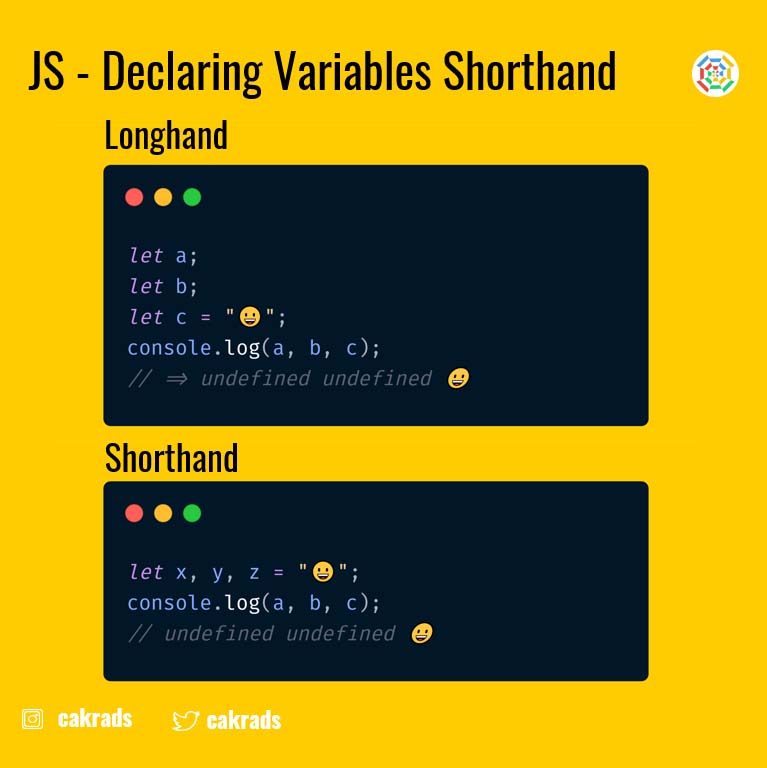 JS - Declaring Variables Shorthand
Longhand
let a;
let b;
let c = "😀";
console.log(a, b, c);
// => undefined undefined 😀
Shorthand
let x, y, z = "😀";
console.log(a, b, c);
// undefined undefined 😀
cakrads cakrads